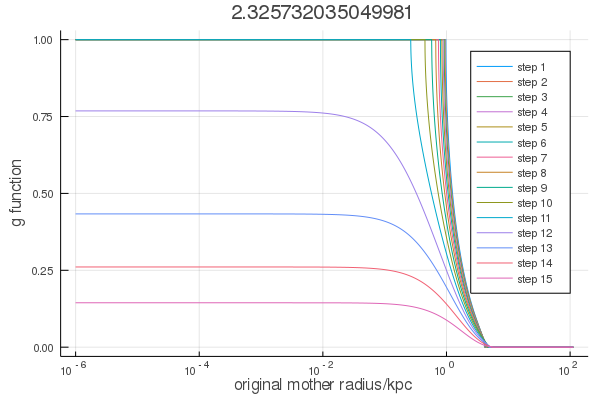 2.325732035049981
g function
1.00
0.75
0.50
0.25
0.00
step 1
step 2
step 3
step 4
step 5
step 6
step 7
step 8
step 9
step 10
step 11
step 12
step 13
step 14
step 15
10⁻⁶ 10⁻⁴ 10⁻² 10⁰ 10²
original mother radius/kpc